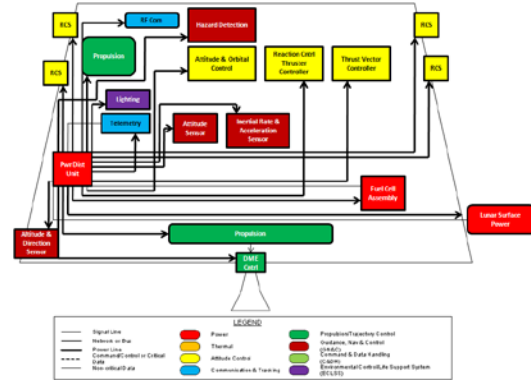 RCS
RF Com
Hazard Detection
RCS
Propulsion
Attitude & Orbital
Control
Reaction Cntrl
Thruster
Controller
Thrust Vector
Controller
RCS
RCS
Lighting
Telemetry
Attitude
Sensor
Inertial Rate &
Acceleration
Sensor
Pwr Dist
Unit
Fuel Cell
Assembly
Lunar Surface
Power
Attitude &
Direction
Sensor
Propulsion
DME
Cntrl
LEGEND
Signal Line
Network or Bus
Power Line
Command/Control or Critical
Data
Non-critical Data
Power
Thermal
Attitude Control
Communication & Tracking
Propulsion/Trajectory Control
Guidance, Nav & Control
(GN&C)
Command & Data Handling
(C&DH)
Environmental Control/Life Support System
(ECLSS)